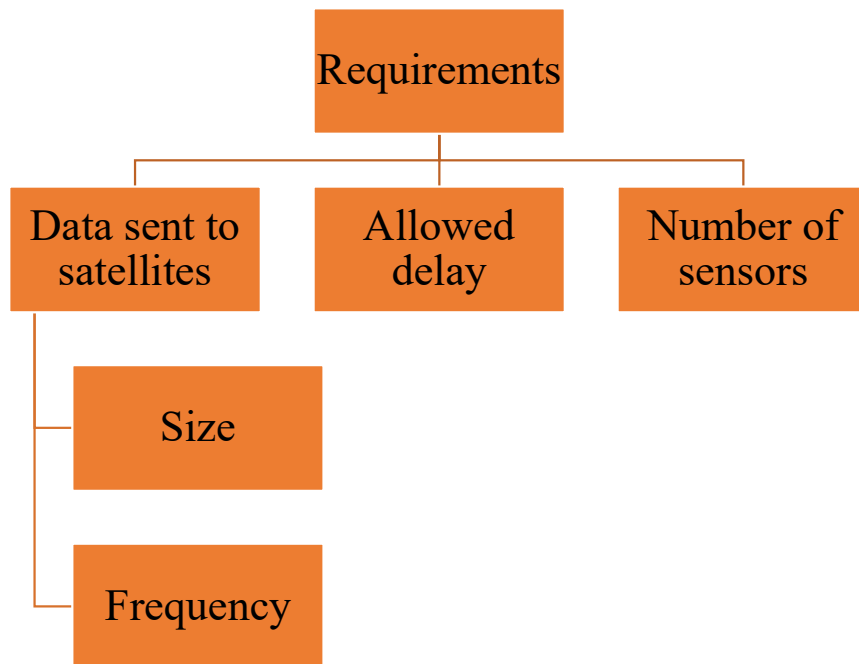 Requirements
Data sent to
satellites
Allowed
delay
Number of
sensors
Size
Frequency